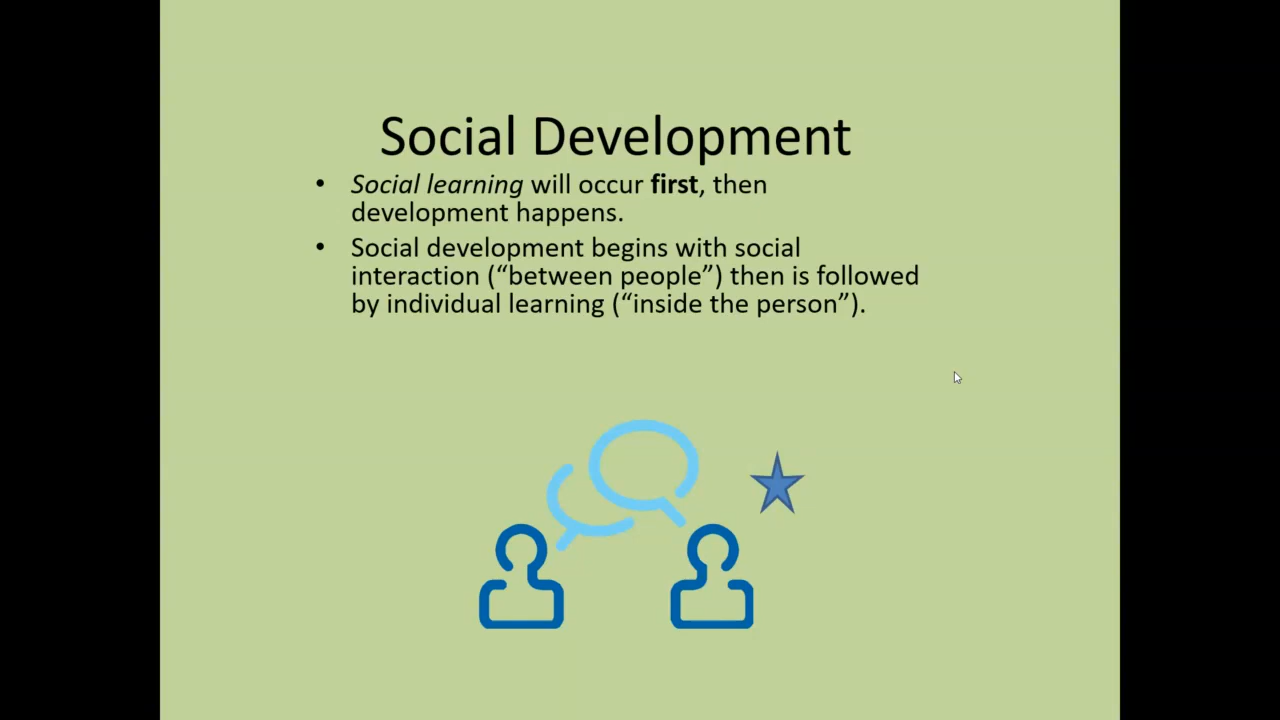 Social Development
• Social learning will occur first, then
development happens.
• Social development begins with social
interaction (“between people”) then is followed
by individual learning (“inside the person”).